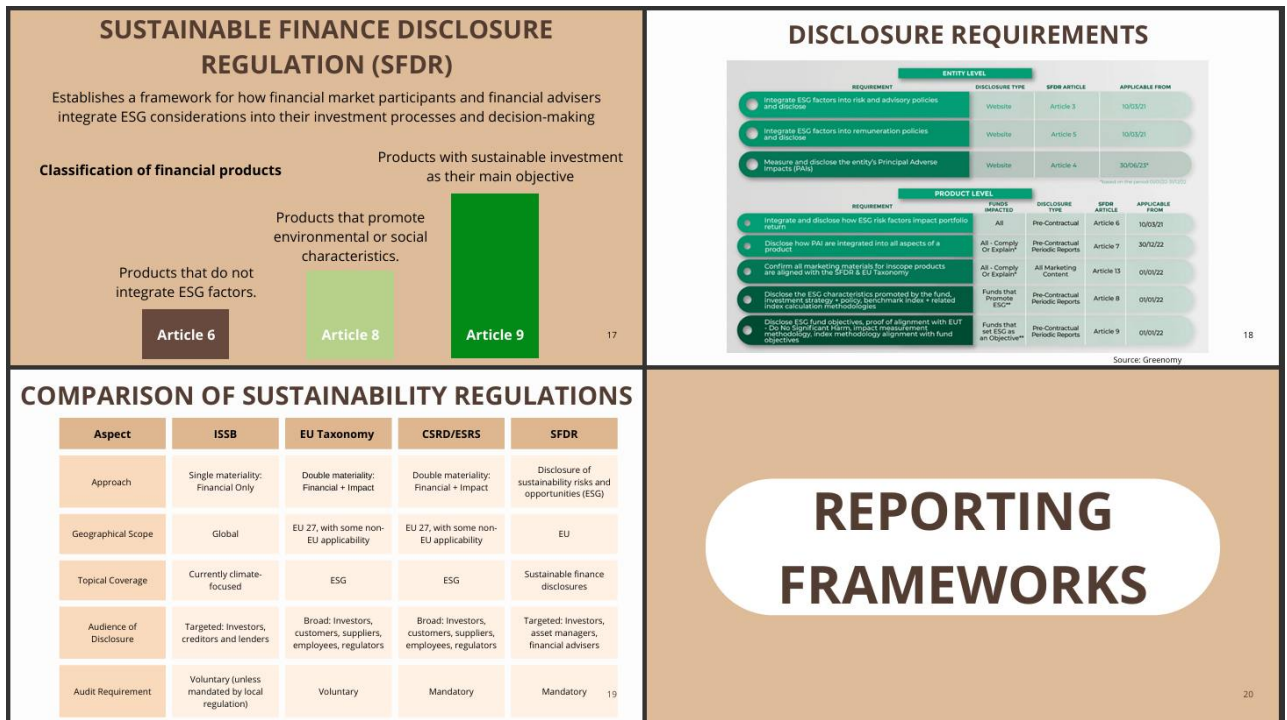 SUSTAINABLE FINANCE DISCLOSURE
REGULATION (SFDR)
Establishes a framework for how financial market participants and financial advisers
integrate ESG considerations into their investment processes and decision-making
Classification of financial products
Products with sustainable investment
as their main objective
Products that promote
environmental or social
characteristics.
Products that do not
integrate ESG factors.
Article 6
Article 8
Article 9
17
DISCLOSURE REQUIREMENTS
ENTITY LEVEL
REQUIREMENT DISCLOSURE TYPE SFDR ARTICLE APPLICABLE FROM
Integrate ESG factors into risk and advisory policies
and disclose
Website Article 3 10/03/21
Integrate ESG factors into remuneration policies
and disclose
Website Article 5 10/03/21
Measure and disclose the entity's Principal Adverse
Impacts (PAIs)
Website Article 4 30/06/23*
PRODUCT LEVEL
REQUIREMENT
FUNDS
IMPACTED
DISCLOSURE
TYPE
SFDR
ARTICLE
APPLICABLE
FROM
Integrate and disclose how ESG risk factors impact portfolio
return
All Pre-Contractual Article 6 10/03/21
Disclose how PAI are integrated into all aspects of a
product
All - Comply
Or Explain*
Pre-Contractual
Periodic Reports
Article 7 30/12/22
Confirm all marketing materials for inscope products
are aligned with the SFDR & EU Taxonomy
All - Comply
Or Explain*
All Marketing
Content
Article 13 01/01/22
Disclose the ESG characteristics promoted by the fund,
investment strategy + policy, benchmark index + related
index calculation methodologies
Funds that
Promote
ESG**
Pre-Contractual
Periodic Reports
Article 8 01/01/22
Disclose ESG fund objectives, proof of alignment with EUT
- Do No Significant Harm, impact measurement
methodology, index methodology alignment with fund
objectives
Funds that
set ESG as
an Objective**
Pre-Contractual
Periodic Reports
Article 9 01/01/22
18
Source: Greenomy
COMPARISON OF SUSTAINABILITY REGULATIONS
Aspect ISSB EU Taxonomy CSRD/ESRS SFDR
Approach
Single materiality:
Financial Only
Double materiality:
Financial + Impact
Double materiality:
Financial + Impact
Disclosure of
sustainability risks and
opportunities (ESG)
Geographical Scope
Global
EU 27, with some non-
EU applicability
EU 27, with some non-
EU applicability
EU
Topical Coverage
Currently climate-
focused
ESG
ESG
Sustainable finance
disclosures
Audience of
Disclosure
Targeted: Investors,
creditors and lenders
Broad: Investors,
customers, suppliers,
employees, regulators
Broad: Investors,
customers, suppliers,
employees, regulators
Targeted: Investors,
asset managers,
financial advisers
Audit Requirement
Voluntary (unless
mandated by local
regulation)
Voluntary
Mandatory
Mandatory
19
REPORTING
FRAMEWORKS
20